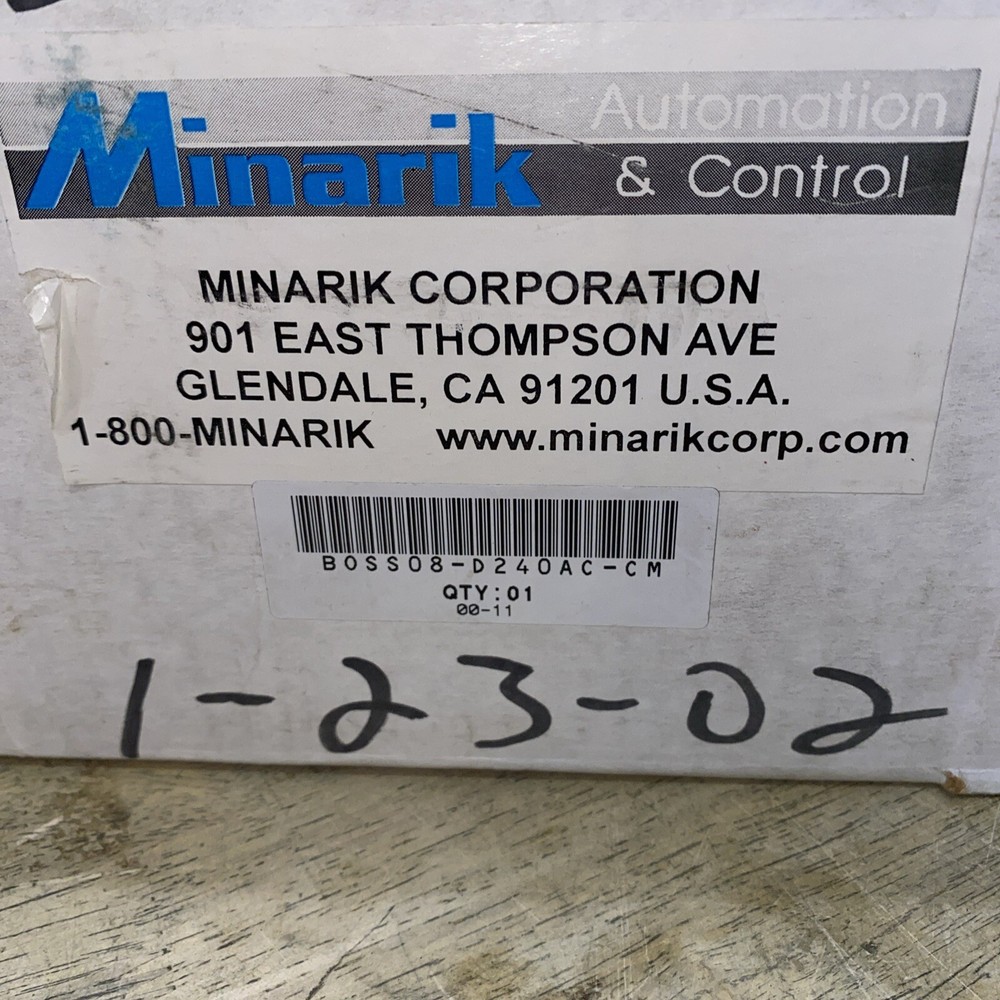 Minarik Automation
& Control
MINARIK CORPORATION
901 EAST THOMPSON AVE
GLENDALE, CA 91201 U.S.A.
1-800-MINARIK www.minarikcorp.com
BOSS08-D240AC-CM
QTY:01
00-11
1-23-02